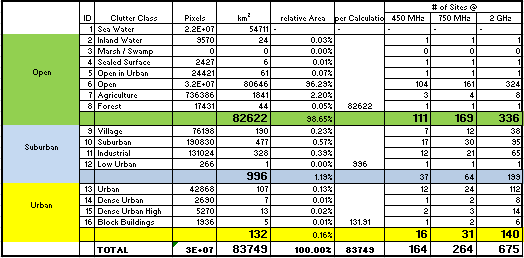 # of Sites @
ID Clutter Class Pixels km² relative Area per Calculatio 450 MHz 750 MHz 2 GHz
1 Sea Water 2.2E+07 54711 - - - - -
2 Inland Water 9570 24 0.03% 1 1 1
3 Marsh / Swamp 0 0 0.00% 0 0 0
4 Sealed Surface 2427 6 0.01% 1 1 1
5 Open in Urban 24421 61 0.07% 1 1 1
Open 6 Open 3.2E+07 80646 96.29% 104 161 324
7 Agriculture 736386 1841 2.20% 3 4 8
8 Forest 17431 44 0.05% 82622 1 1 1
82622 98.65% 111 169 336
9 Village 76198 190 0.23% 7 12 38
Suburban 10 Suburban 190830 477 0.57% 17 30 95
11 Industrial 131024 328 0.39% 12 21 65
12 Low Urban 266 1 0.00% 996 1 1 1
996 1.19% 37 64 199
13 Urban 42868 107 0.13% 12 24 112
Urban 14 Dense Urban 2690 7 0.01% 1 2 8
15 Dense Urban High 5270 13 0.02% 2 3 14
16 Block Buildings 1936 5 0.01% 131.91 1 2 6
132 0.16% 16 31 140
TOTAL 3E+07 83749 100.00% 83749 164 264 675